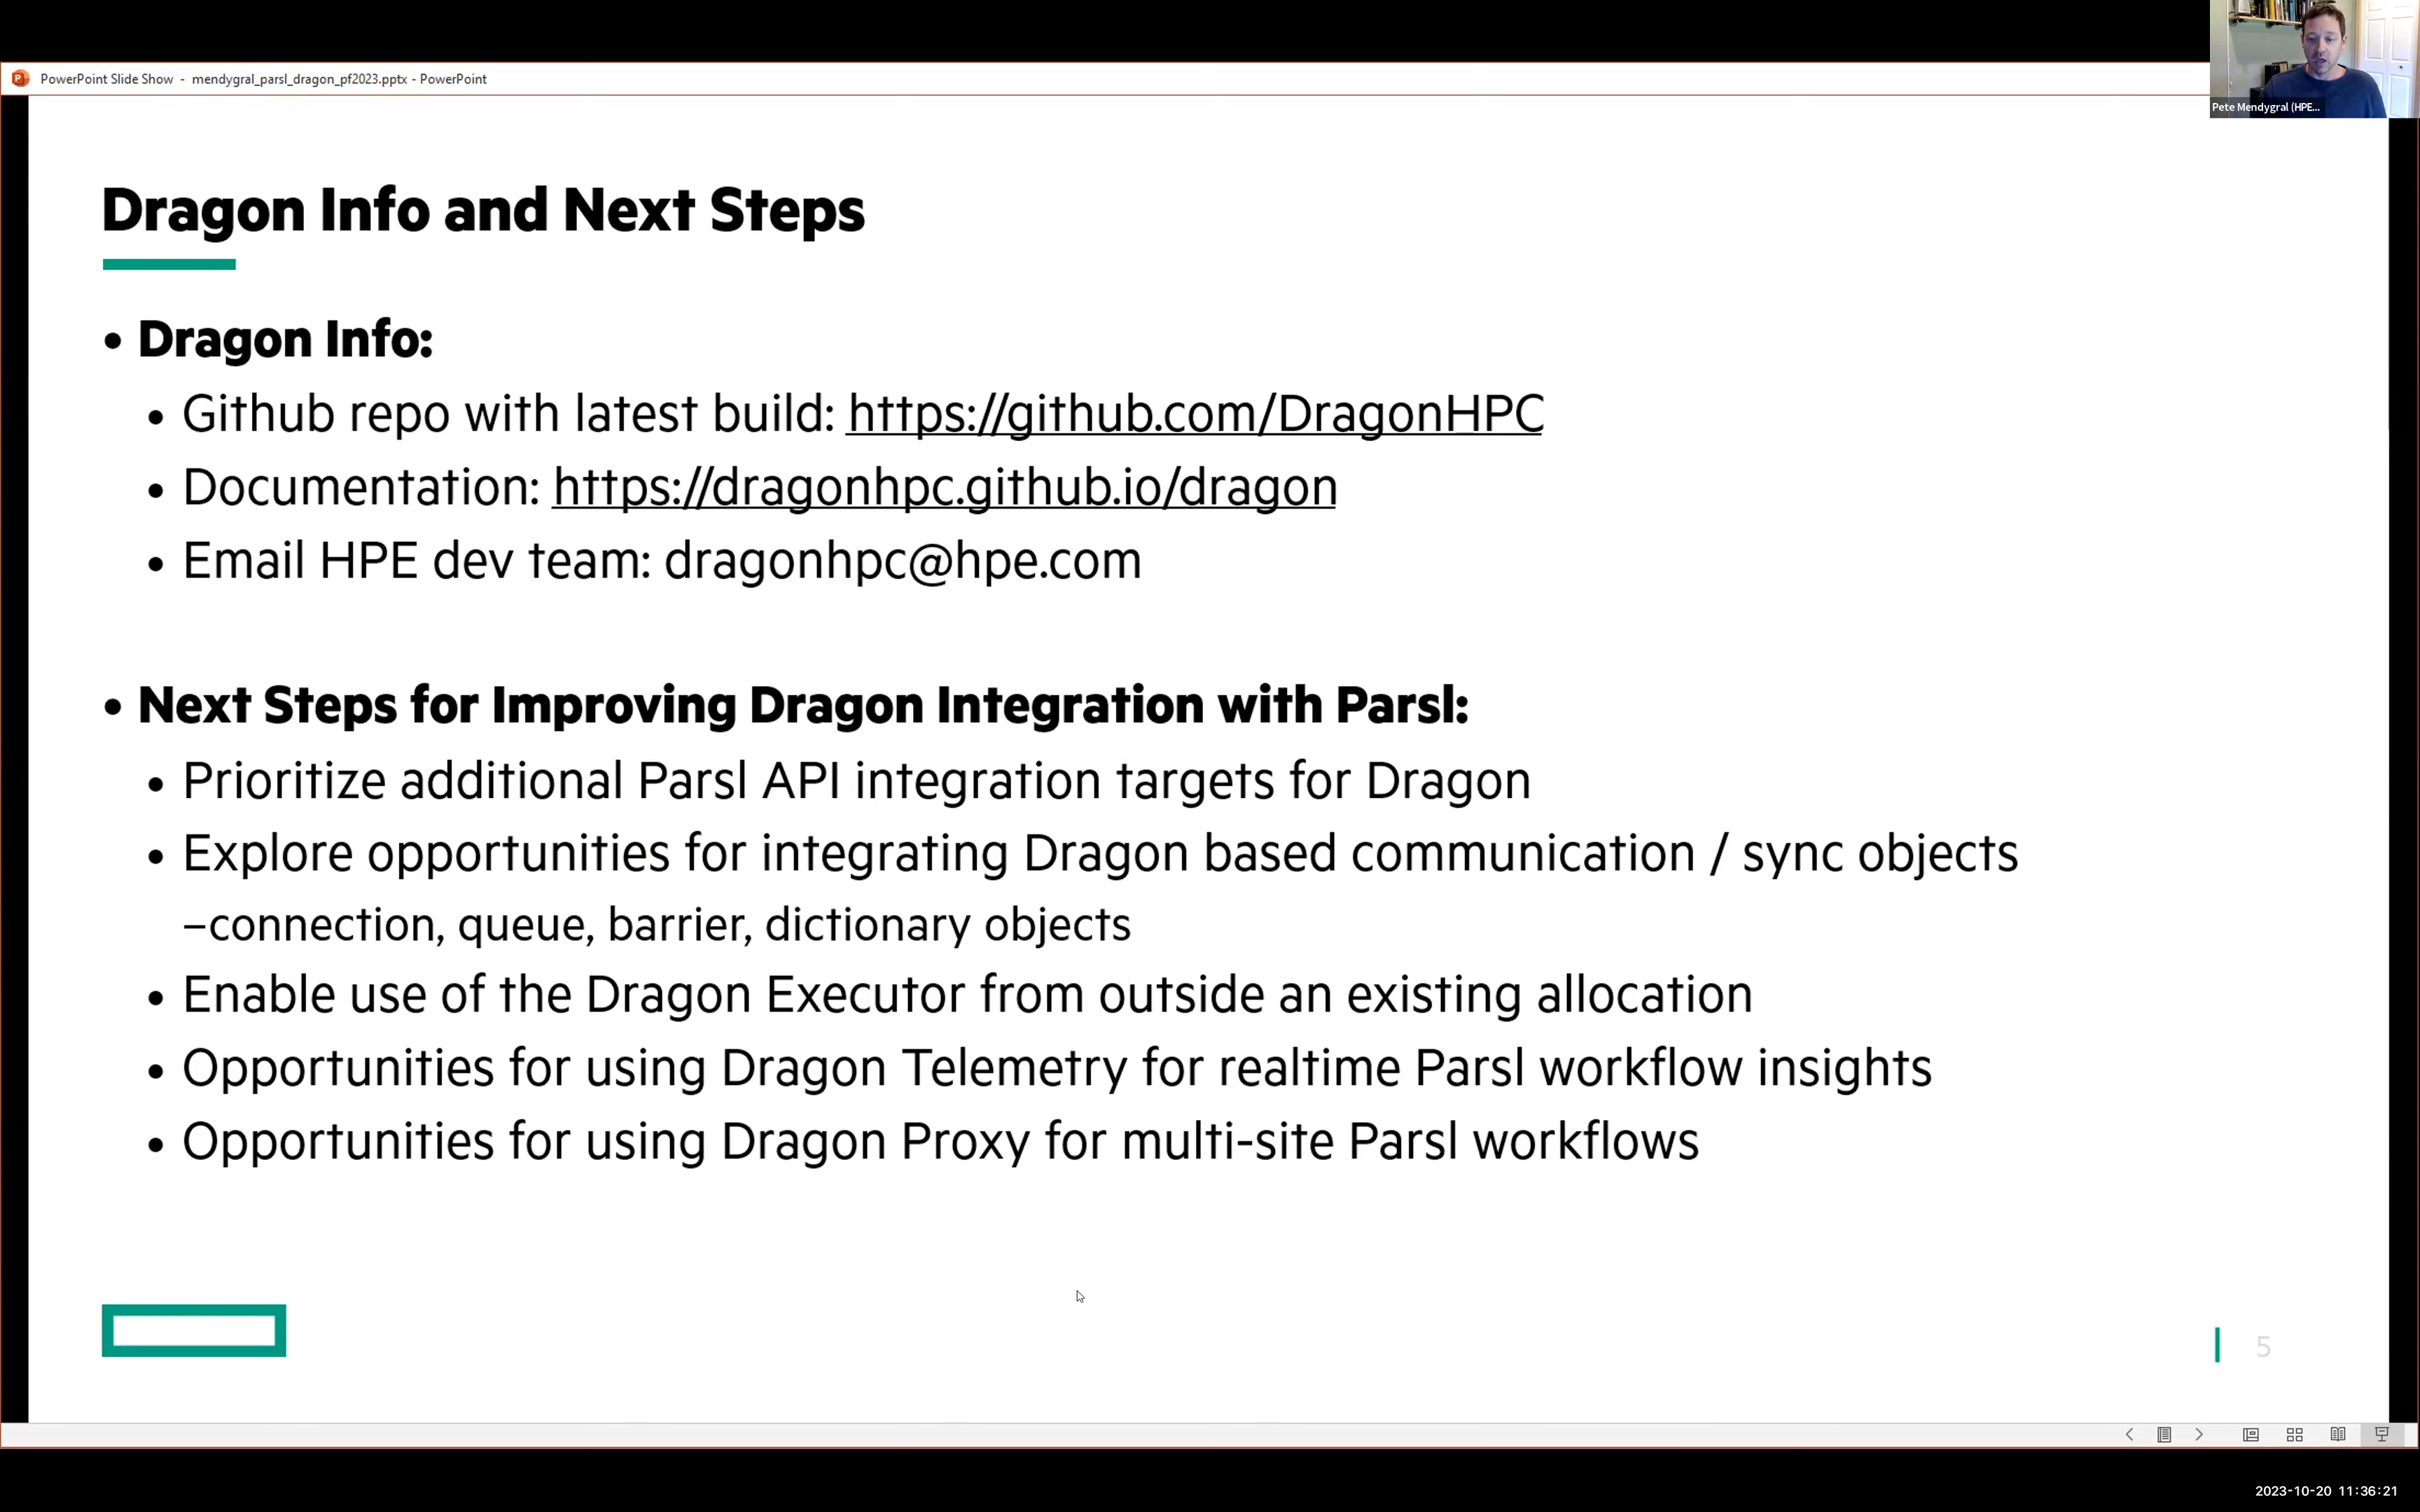 PowerPoint Slide Show - mendygral_parsl_dragon_pf2023.pptx - PowerPoint
Pete Mendygral (HPE...
Dragon Info and Next Steps
• Dragon Info:
• Github repo with latest build: https://github.com/DragonHPC
• Documentation: https://dragonhpc.github.io/dragon
• Email HPE dev team: dragonhpc@hpe.com
• Next Steps for Improving Dragon Integration with Parsl:
• Prioritize additional Parsl API integration targets for Dragon
• Explore opportunities for integrating Dragon based communication / sync objects
–connection, queue, barrier, dictionary objects
• Enable use of the Dragon Executor from outside an existing allocation
• Opportunities for using Dragon Telemetry for realtime Parsl workflow insights
• Opportunities for using Dragon Proxy for multi-site Parsl workflows
5
2023-10-20 11:36:21